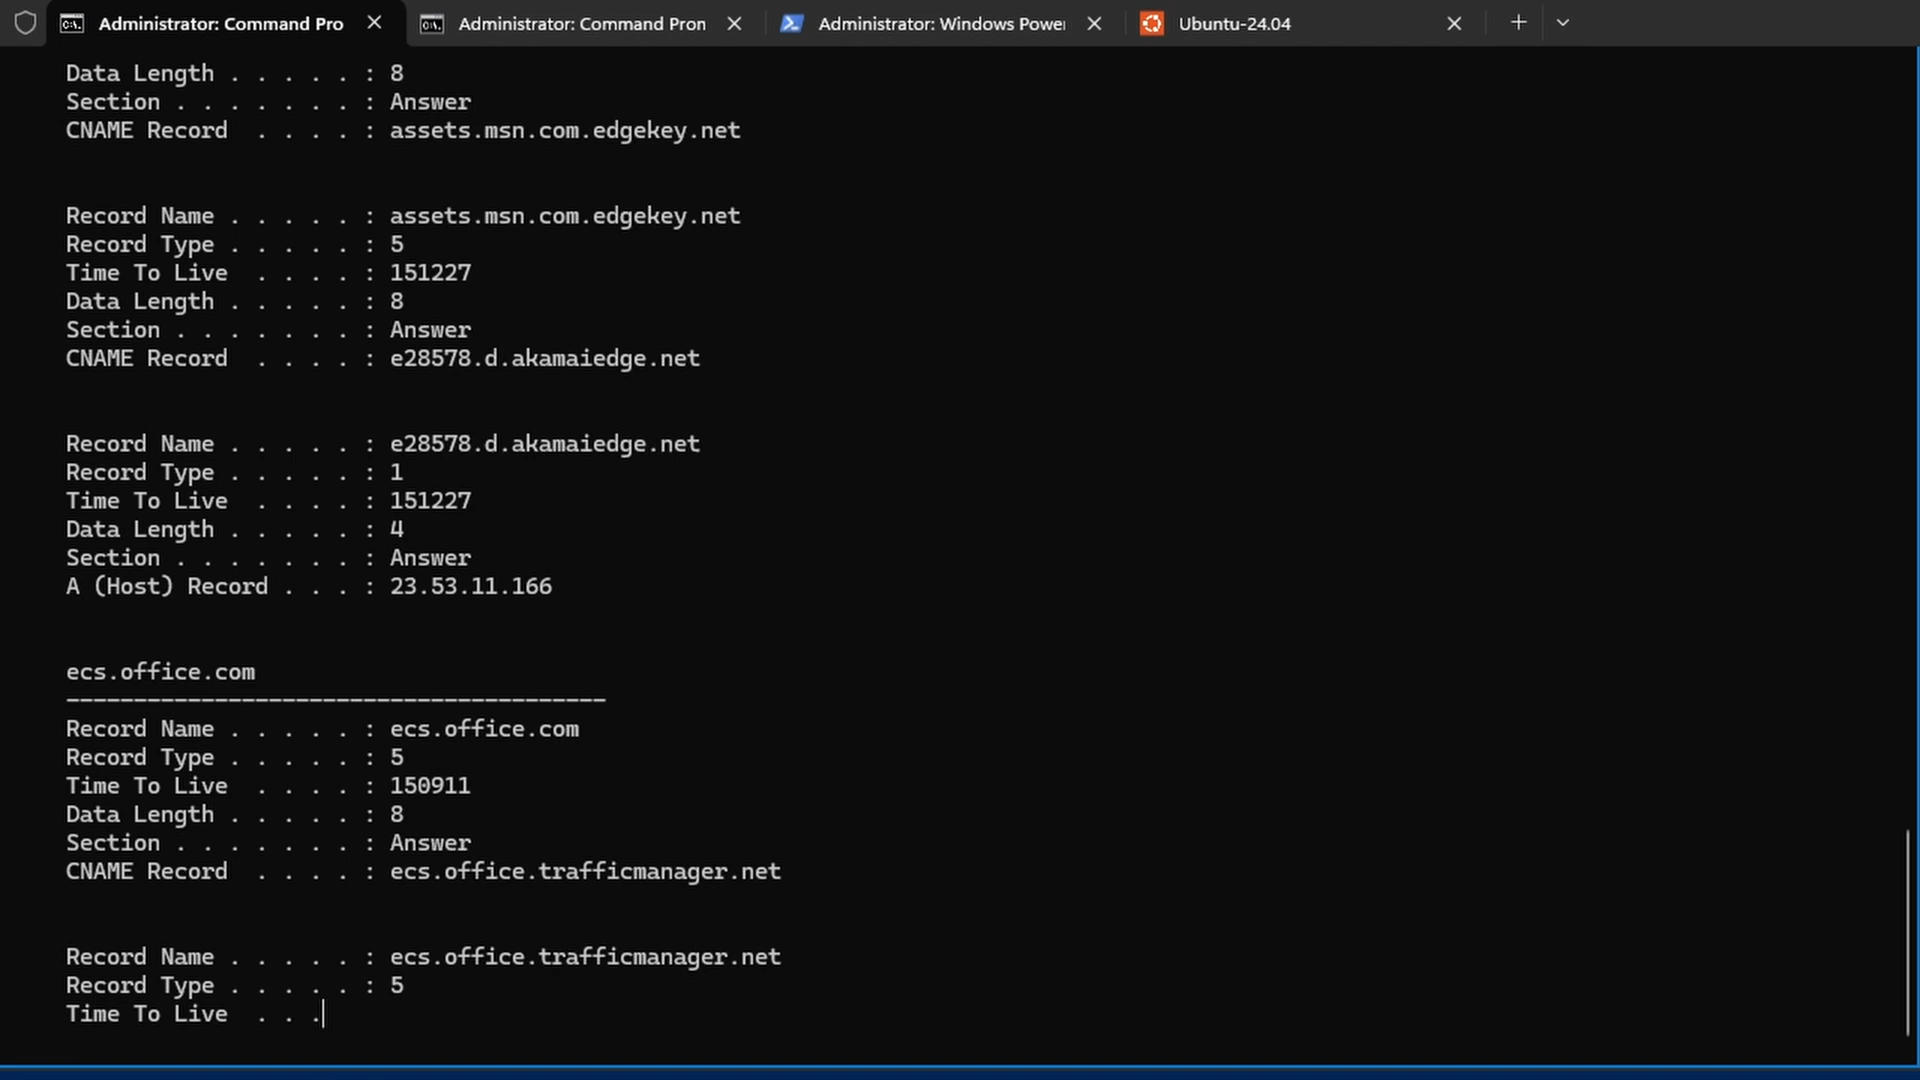 Administrator: Command Pro
Administrator: Command Pron
Administrator: Windows Power
Ubuntu-24.04
Data Length . . . . . : 8
Section . . . . . . . : Answer
CNAME Record  . . . . : assets.msn.com.edgekey.net
Record Name . . . . . : assets.msn.com.edgekey.net
Record Type . . . . . : 5
Time To Live  . . . . : 151227
Data Length . . . . . : 8
Section . . . . . . . : Answer
CNAME Record  . . . . : e28578.d.akamaiedge.net
Record Name . . . . . : e28578.d.akamaiedge.net
Record Type . . . . . : 1
Time To Live  . . . . : 151227
Data Length . . . . . : 4
Section . . . . . . . : Answer
A (Host) Record . . . : 23.53.11.166
ecs.office.com
----------------------------------------
Record Name . . . . . : ecs.office.com
Record Type . . . . . : 5
Time To Live  . . . . : 150911
Data Length . . . . . : 8
Section . . . . . . . : Answer
CNAME Record  . . . . : ecs.office.trafficmanager.net
Record Name . . . . . : ecs.office.trafficmanager.net
Record Type . . . . . : 5
Time To Live  . . .